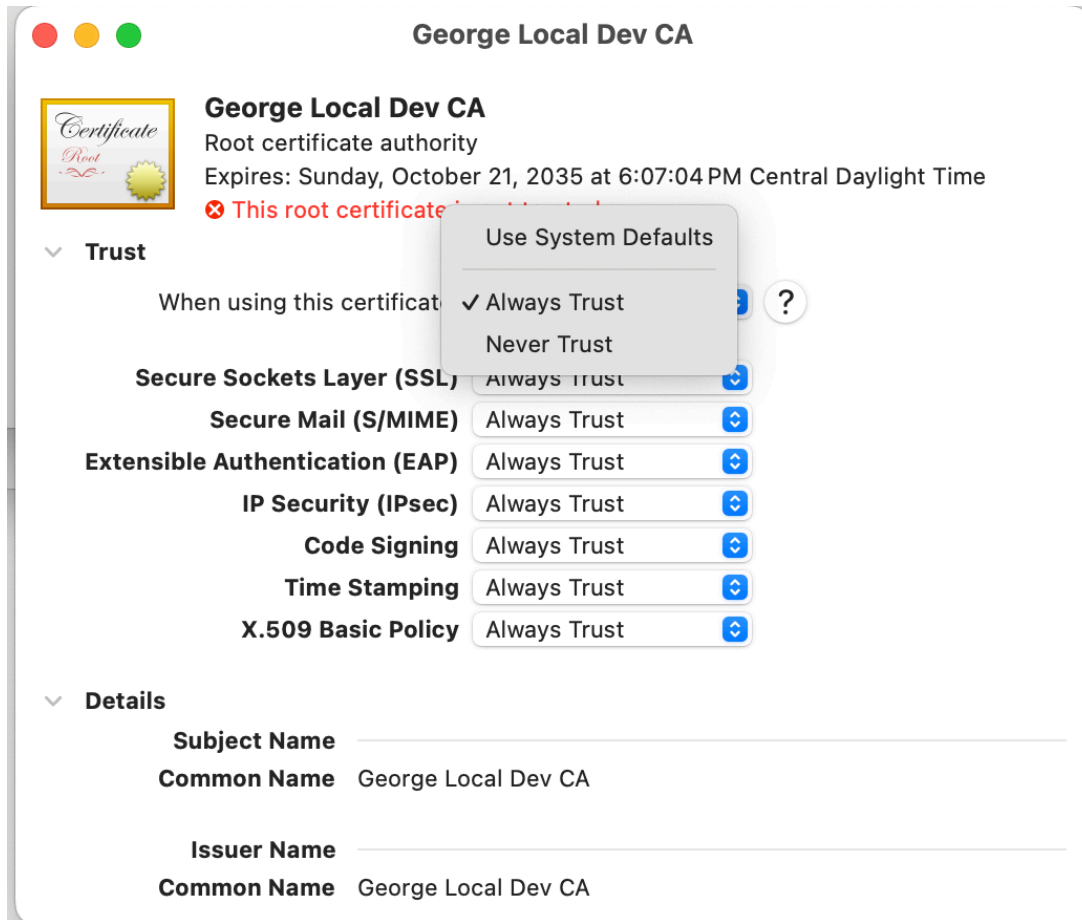 George Local Dev CA
Certificate
Root
George Local Dev CA
Root certificate authority
Expires: Sunday, October 21, 2035 at 6:07:04 PM Central Daylight Time
This root certificate
Use System Defaults
Trust
When using this certificat ✓ Always Trust ?
Never Trust
Secure Sockets Layer (SSL) Always Trust
Secure Mail (S/MIME) Always Trust
Extensible Authentication (EAP) Always Trust
IP Security (IPsec) Always Trust
Code Signing Always Trust
Time Stamping Always Trust
X.509 Basic Policy Always Trust
Details
Subject Name
Common Name George Local Dev CA
Issuer Name
Common Name George Local Dev CA